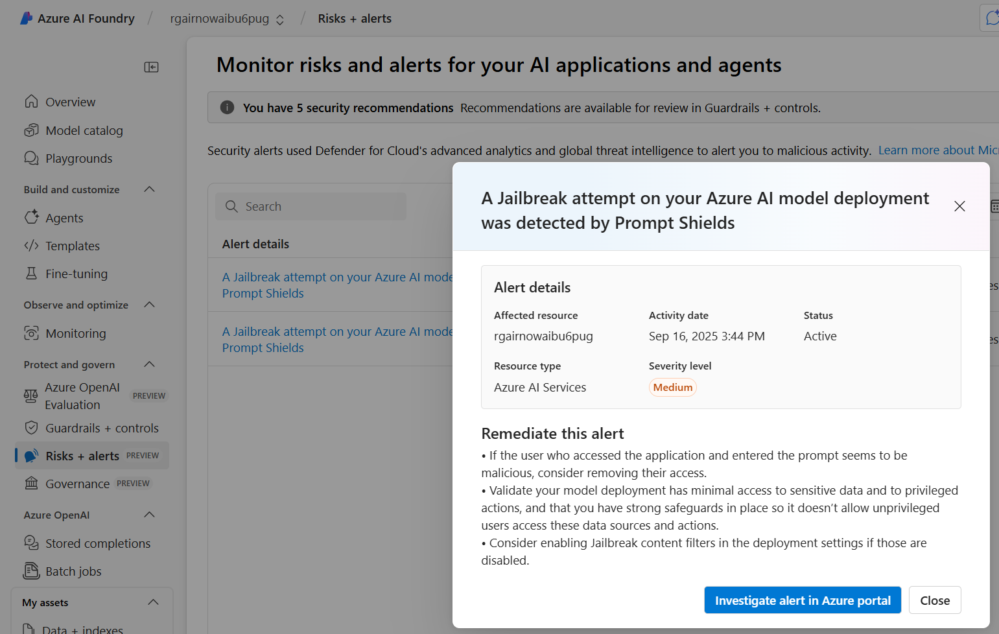 Azure AI Foundry / rgairnowaibu6pug / Risks + alerts
Overview
Model catalog
Playgrounds
Build and customize
Agents
Templates
Fine-tuning
Observe and optimize
Monitoring
Protect and govern
Azure OpenAI
Evaluation
PREVIEW
Guardrails + controls
Risks + alerts PREVIEW
Governance PREVIEW
Azure OpenAI
Stored completions
Batch jobs
My assets
Data + indexes
Monitor risks and alerts for your AI applications and agents
You have 5 security recommendations Recommendations are available for review in Guardrails + controls.
Security alerts used Defender for Cloud's advanced analytics and global threat intelligence to alert you to malicious activity. Learn more about
Search
Alert details
A Jailbreak attempt on your Azure AI
Prompt Shields
A Jailbreak attempt on your Azure AI
Prompt Shields
A Jailbreak attempt on your Azure AI model deployment
was detected by Prompt Shields
Alert details
Affected resource
rgairnowaibu6pug
Activity date
Sep 16, 2025 3:44 PM
Status
Active
Resource type
Azure AI Services
Severity level
Medium
Remediate this alert
• If the user who accessed the application and entered the prompt seems to be
malicious, consider removing their access.
• Validate your model deployment has minimal access to sensitive data and to privileged
actions, and that you have strong safeguards in place so it doesn’t allow unprivileged
users access these data sources and actions.
• Consider enabling Jailbreak content filters in the deployment settings if those are
disabled.
Investigate alert in Azure portal
Close